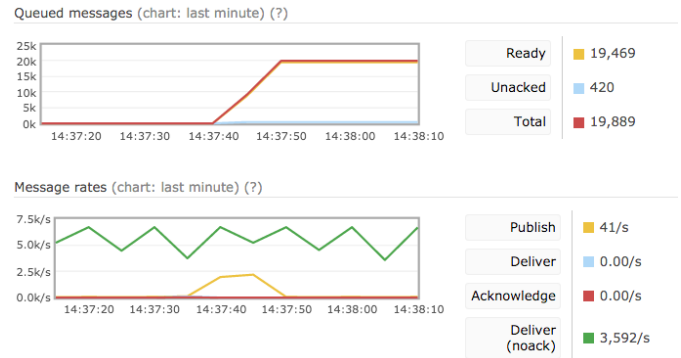 Queued messages (chart: last minute) (?)
25k
20k
15k
10k
5k
0k
14:37:20 14:37:30 14:37:40 14:37:50 14:38:00 14:38:10
Ready 19,469
Unacked 420
Total 19,889
Message rates (chart: last minute) (?)
7.5k/s
5.0k/s
2.5k/s
0.0k/s
14:37:20 14:37:30 14:37:40 14:37:50 14:38:00 14:38:10
Publish 41/s
Deliver 0.00/s
Acknowledge 0.00/s
Deliver
(noack) 3,592/s